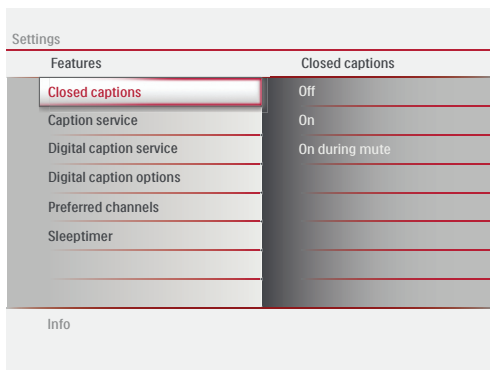 Settings
Features
Closed captions
Closed captions
Off
Caption service
On
Digital caption service
On during mute
Digital caption options
Preferred channels
Sleeptimer
Info